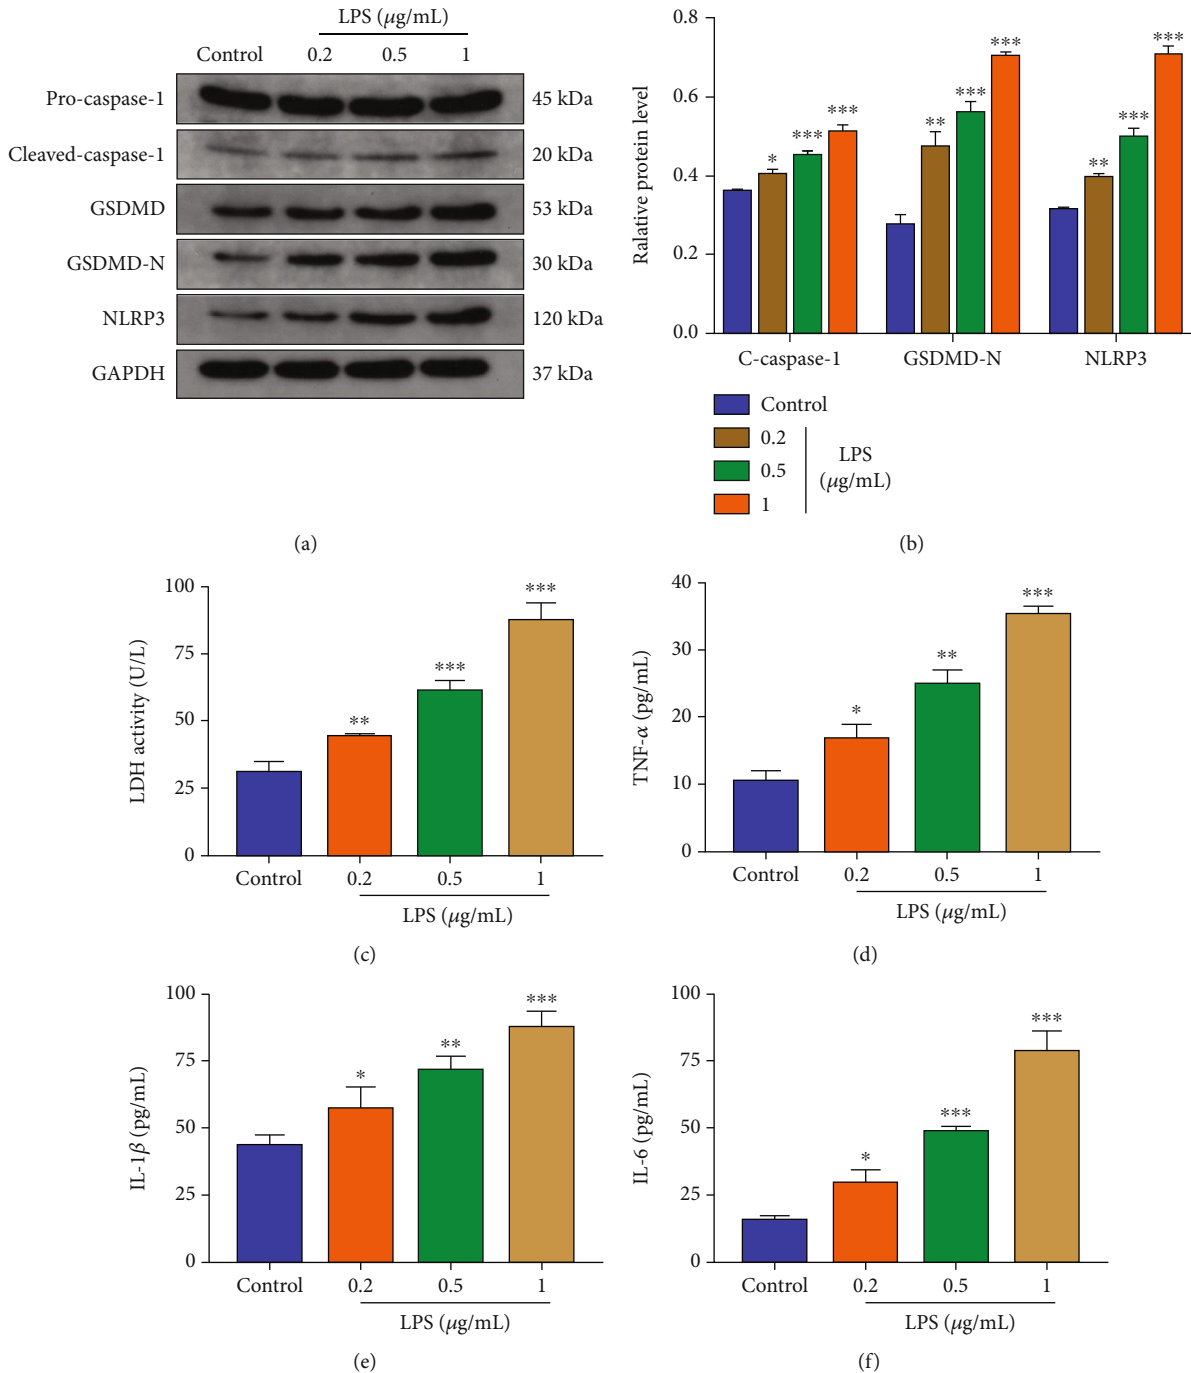 LPS (μg/mL)
Control 0.2 0.5 1
Pro-caspase-1 45 kDa
Cleaved-caspase-1 20 kDa
GSDMD 53 kDa
GSDMD-N 30 kDa
NLRP3 120 kDa
GAPDH 37 kDa
(a)
Ralative protein level
0.8
0.6
0.4
0.2
0.0
* *** ***
** *** ***
** *** ***
C-caspase-1 GSDMD-N NLRP3
Control
0.2
0.5
1
LPS
(μg/mL)
(b)
LDH activity (U/L)
100
75
50
25
0
** *** ***
Control 0.2 0.5 1
LPS (μg/mL)
(c)
TNF-α (pg/mL)
40
30
20
10
0
* ** ***
Control 0.2 0.5 1
LPS (μg/mL)
(d)
IL-1β (pg/mL)
100
75
50
25
0
* ** ***
Control 0.2 0.5 1
LPS (μg/mL)
(e)
IL-6 (pg/mL)
100
75
50
25
0
* *** ***
Control 0.2 0.5 1
LPS (μg/mL)
(f)